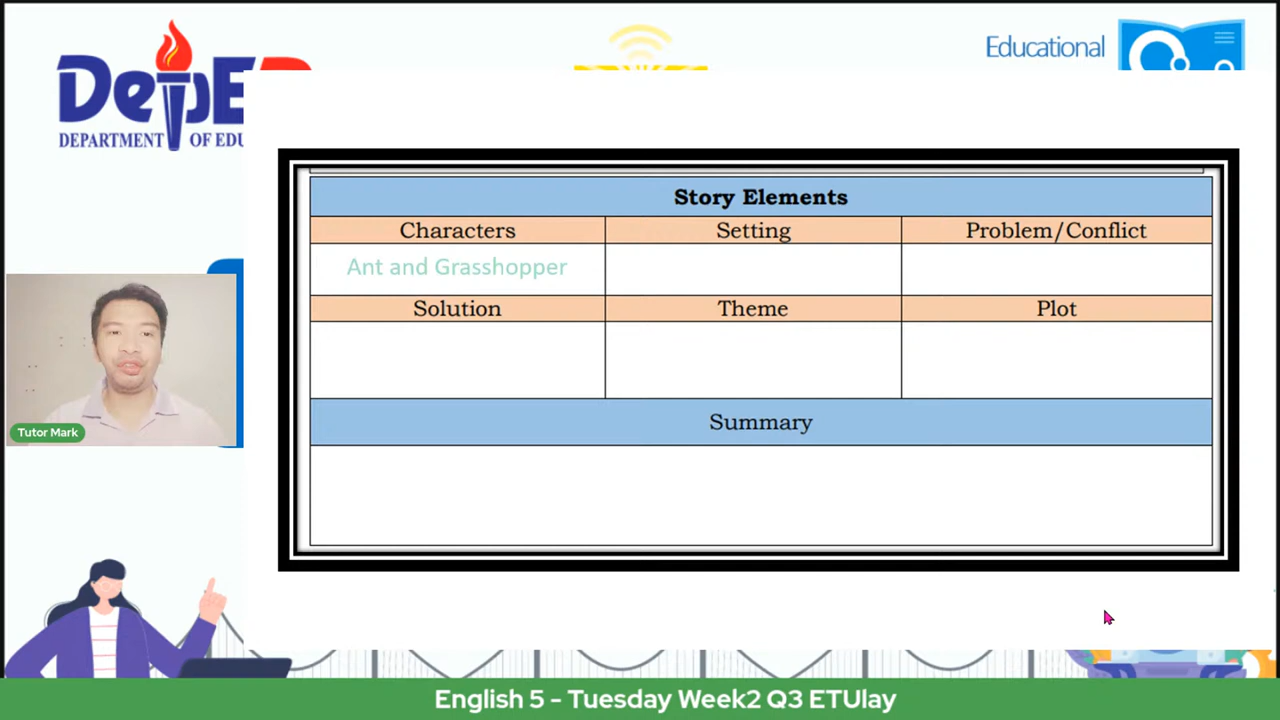 DepE
DEPARTMENT OF EDU
Educational
Story Elements
Characters Setting Problem/Conflict
Ant and Grasshopper
Solution Theme Plot
Summary
Tutor Mark
English 5 - Tuesday Week2 Q3 ETUlay